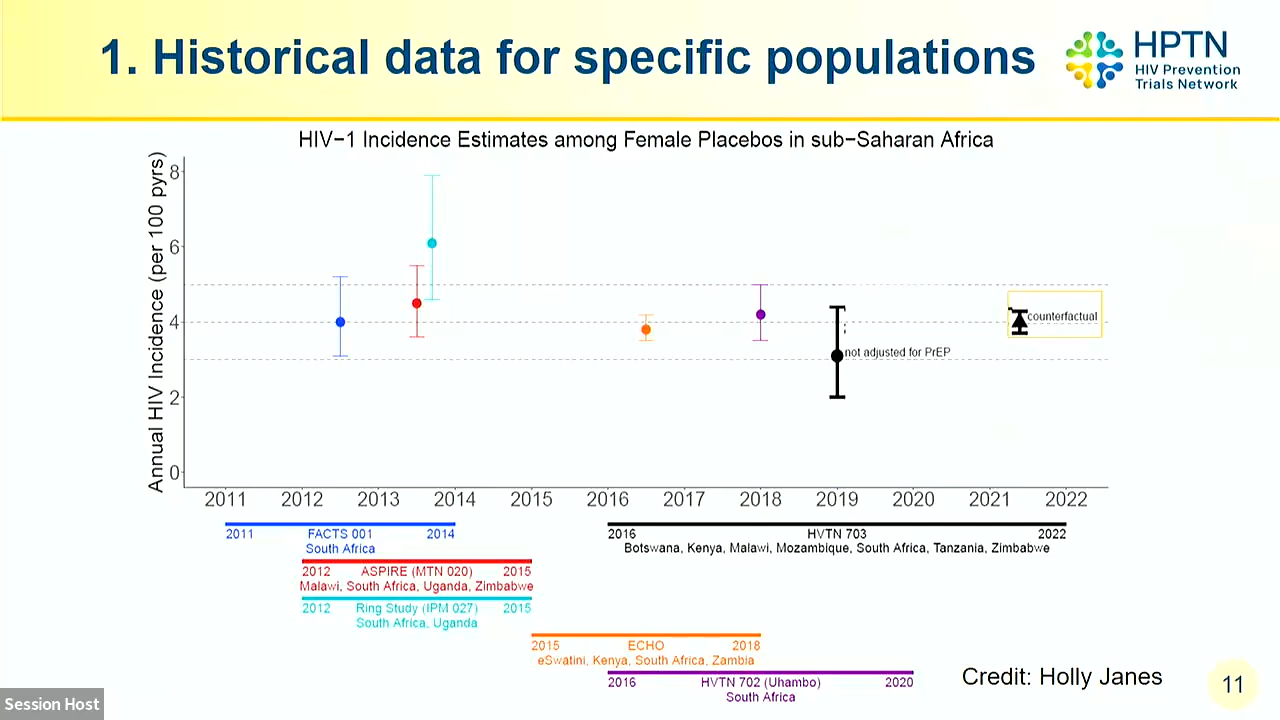 1. Historical data for specific populations
HPTN
HIV Prevention
Trials Network
HIV−1 Incidence Estimates among Female Placebos in sub−Saharan Africa
Annual HIV Incidence (per 100 pyrs)
8
6
4
2
0
counterfactual
not adjusted for PrEP
2011 2012 2013 2014 2015 2016 2017 2018 2019 2020 2021 2022
2011 FACTS 001 2014
South Africa
2016 HVTN 703 2022
Botswana, Kenya, Malawi, Mozambique, South Africa, Tanzania, Zimbabwe
2012 ASPIRE (MTN 020) 2015
Malawi, South Africa, Uganda, Zimbabwe
2012 Ring Study (IPM 027) 2015
South Africa, Uganda
2015 ECHO 2018
eSwatini, Kenya, South Africa, Zambia
2016 HVTN 702 (Uhambo) 2020
South Africa
Credit: Holly Janes
11
Session Host